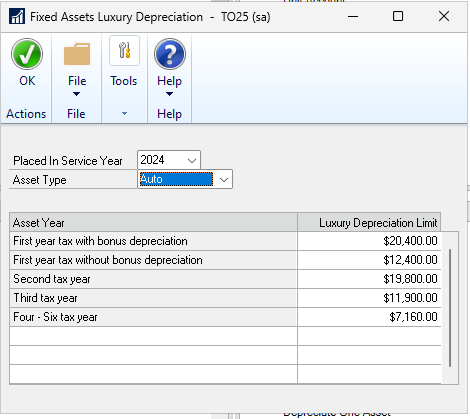 Fixed Assets Luxury Depreciation - TO25 (sa)
OK
File
Tools
Help
Actions
File
Help
Placed In Service Year 2024
Asset Type Auto
Asset Year Luxury Depreciation Limit
First year tax with bonus depreciation $20,400.00
First year tax without bonus depreciation $12,400.00
Second tax year $19,800.00
Third tax year $11,900.00
Four - Six tax year $7,160.00
Depreciate One Asset